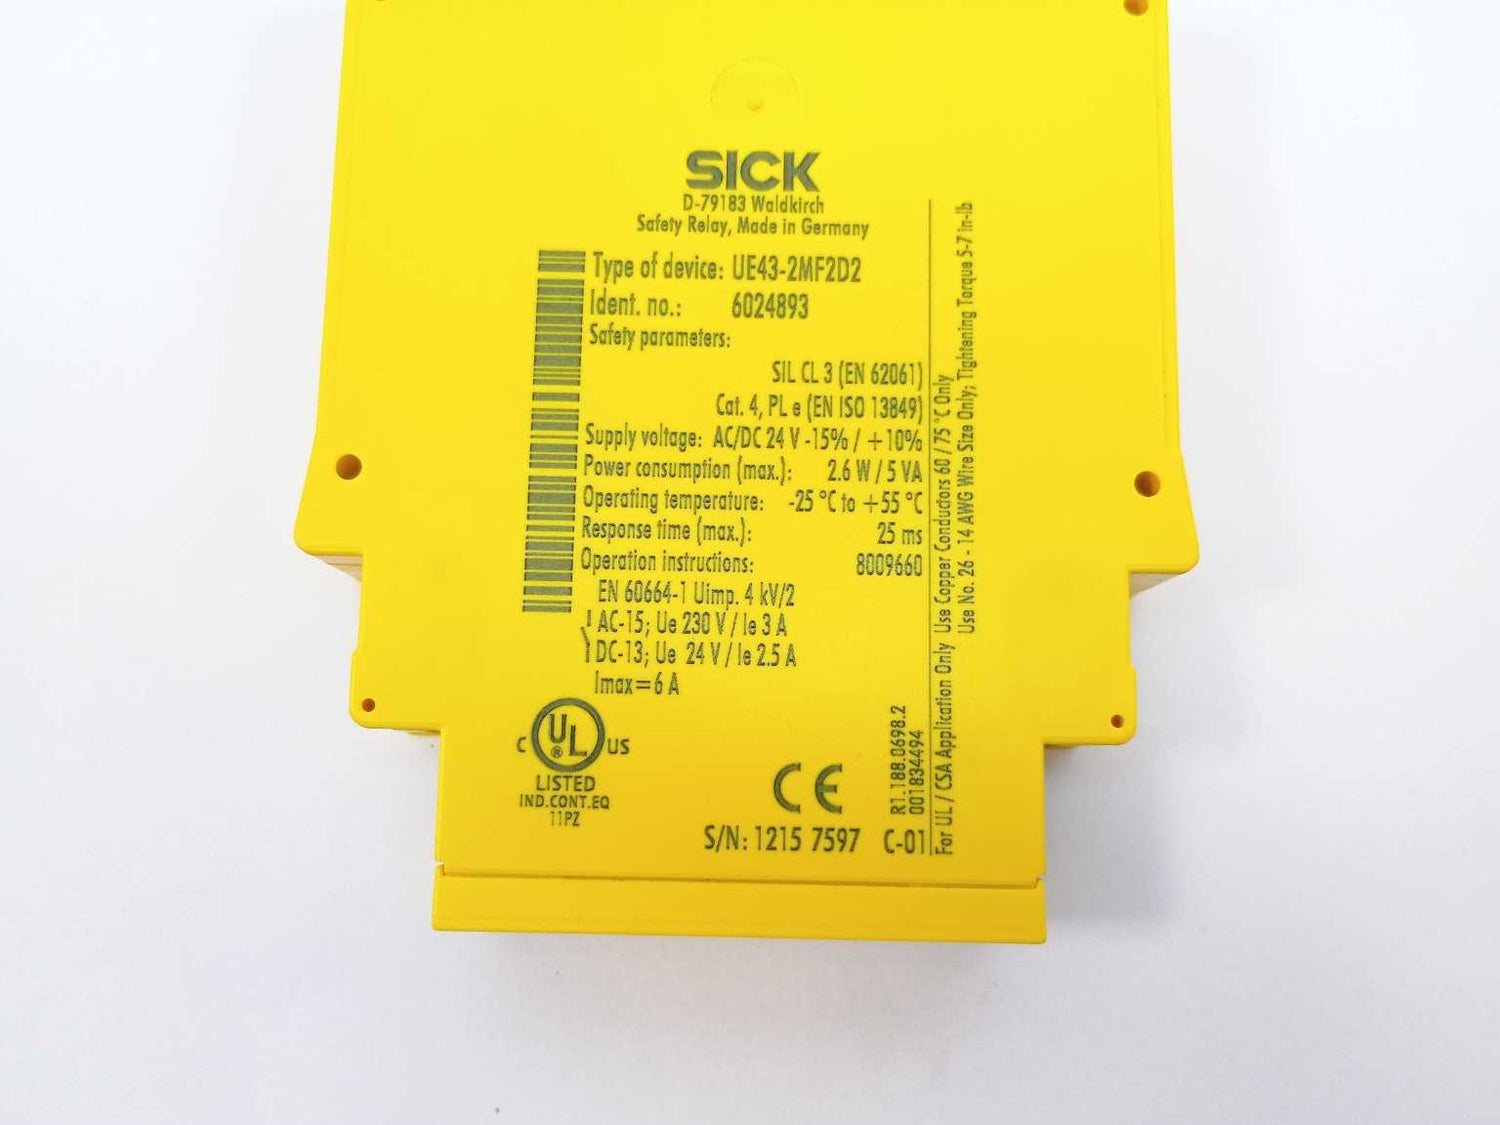 SICK
D-79183 Waldkirch
Safety Relay, Made in Germany
Type of device: UE43-2MF2D2
Ident. no.: 6024893
Safety parameters:
SIL CL 3 (EN 62061)
Cat. 4, PL e (EN ISO 13849)
Supply voltage: AC/DC 24 V -15% / +10%
Power consumption (max.): 2.6 W / 5 VA
Operating temperature: -25 °C to +55 °C
Response time (max.): 25 ms
Operation instructions: 8009660
EN 60664-1 Uimp. 4 kV/2
AC-15; Ue 230 V / Ie 3 A
DC-13; Ue 24 V / Ie 2.5 A
Imax=6 A
C UL ® US
LISTED
IND.CONT.EQ
11PZ
CE
S/N: 1215 7597 C-01
R1.188.0698.2
001834494
For UL / CSA Application Only Use Copper Conductors 60 / 75 °C Only
Use No. 26 - 14 AWG Wire Size Only; Tightening Torque 5-7 in-lb